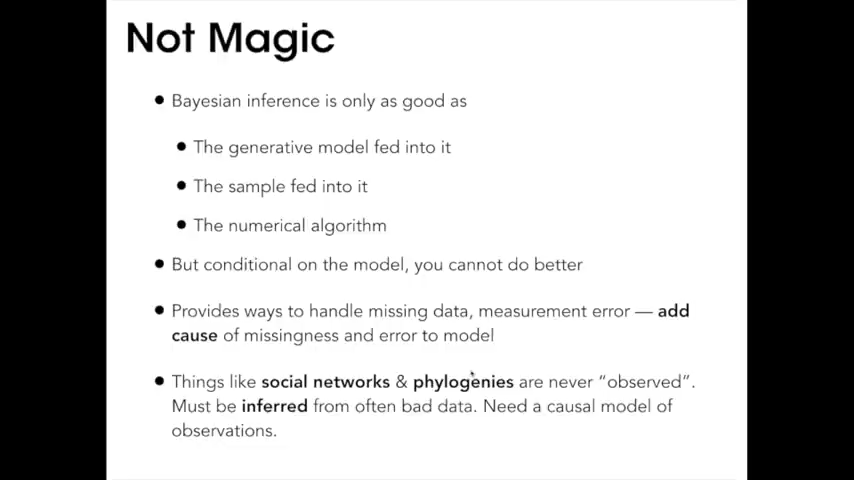 Not Magic
• Bayesian inference is only as good as
• The generative model fed into it
• The sample fed into it
• The numerical algorithm
• But conditional on the model, you cannot do better
• Provides ways to handle missing data, measurement error — add
cause of missingness and error to model
• Things like social networks & phylogenies are never “observed”.
Must be inferred from often bad data. Need a causal model of
observations.